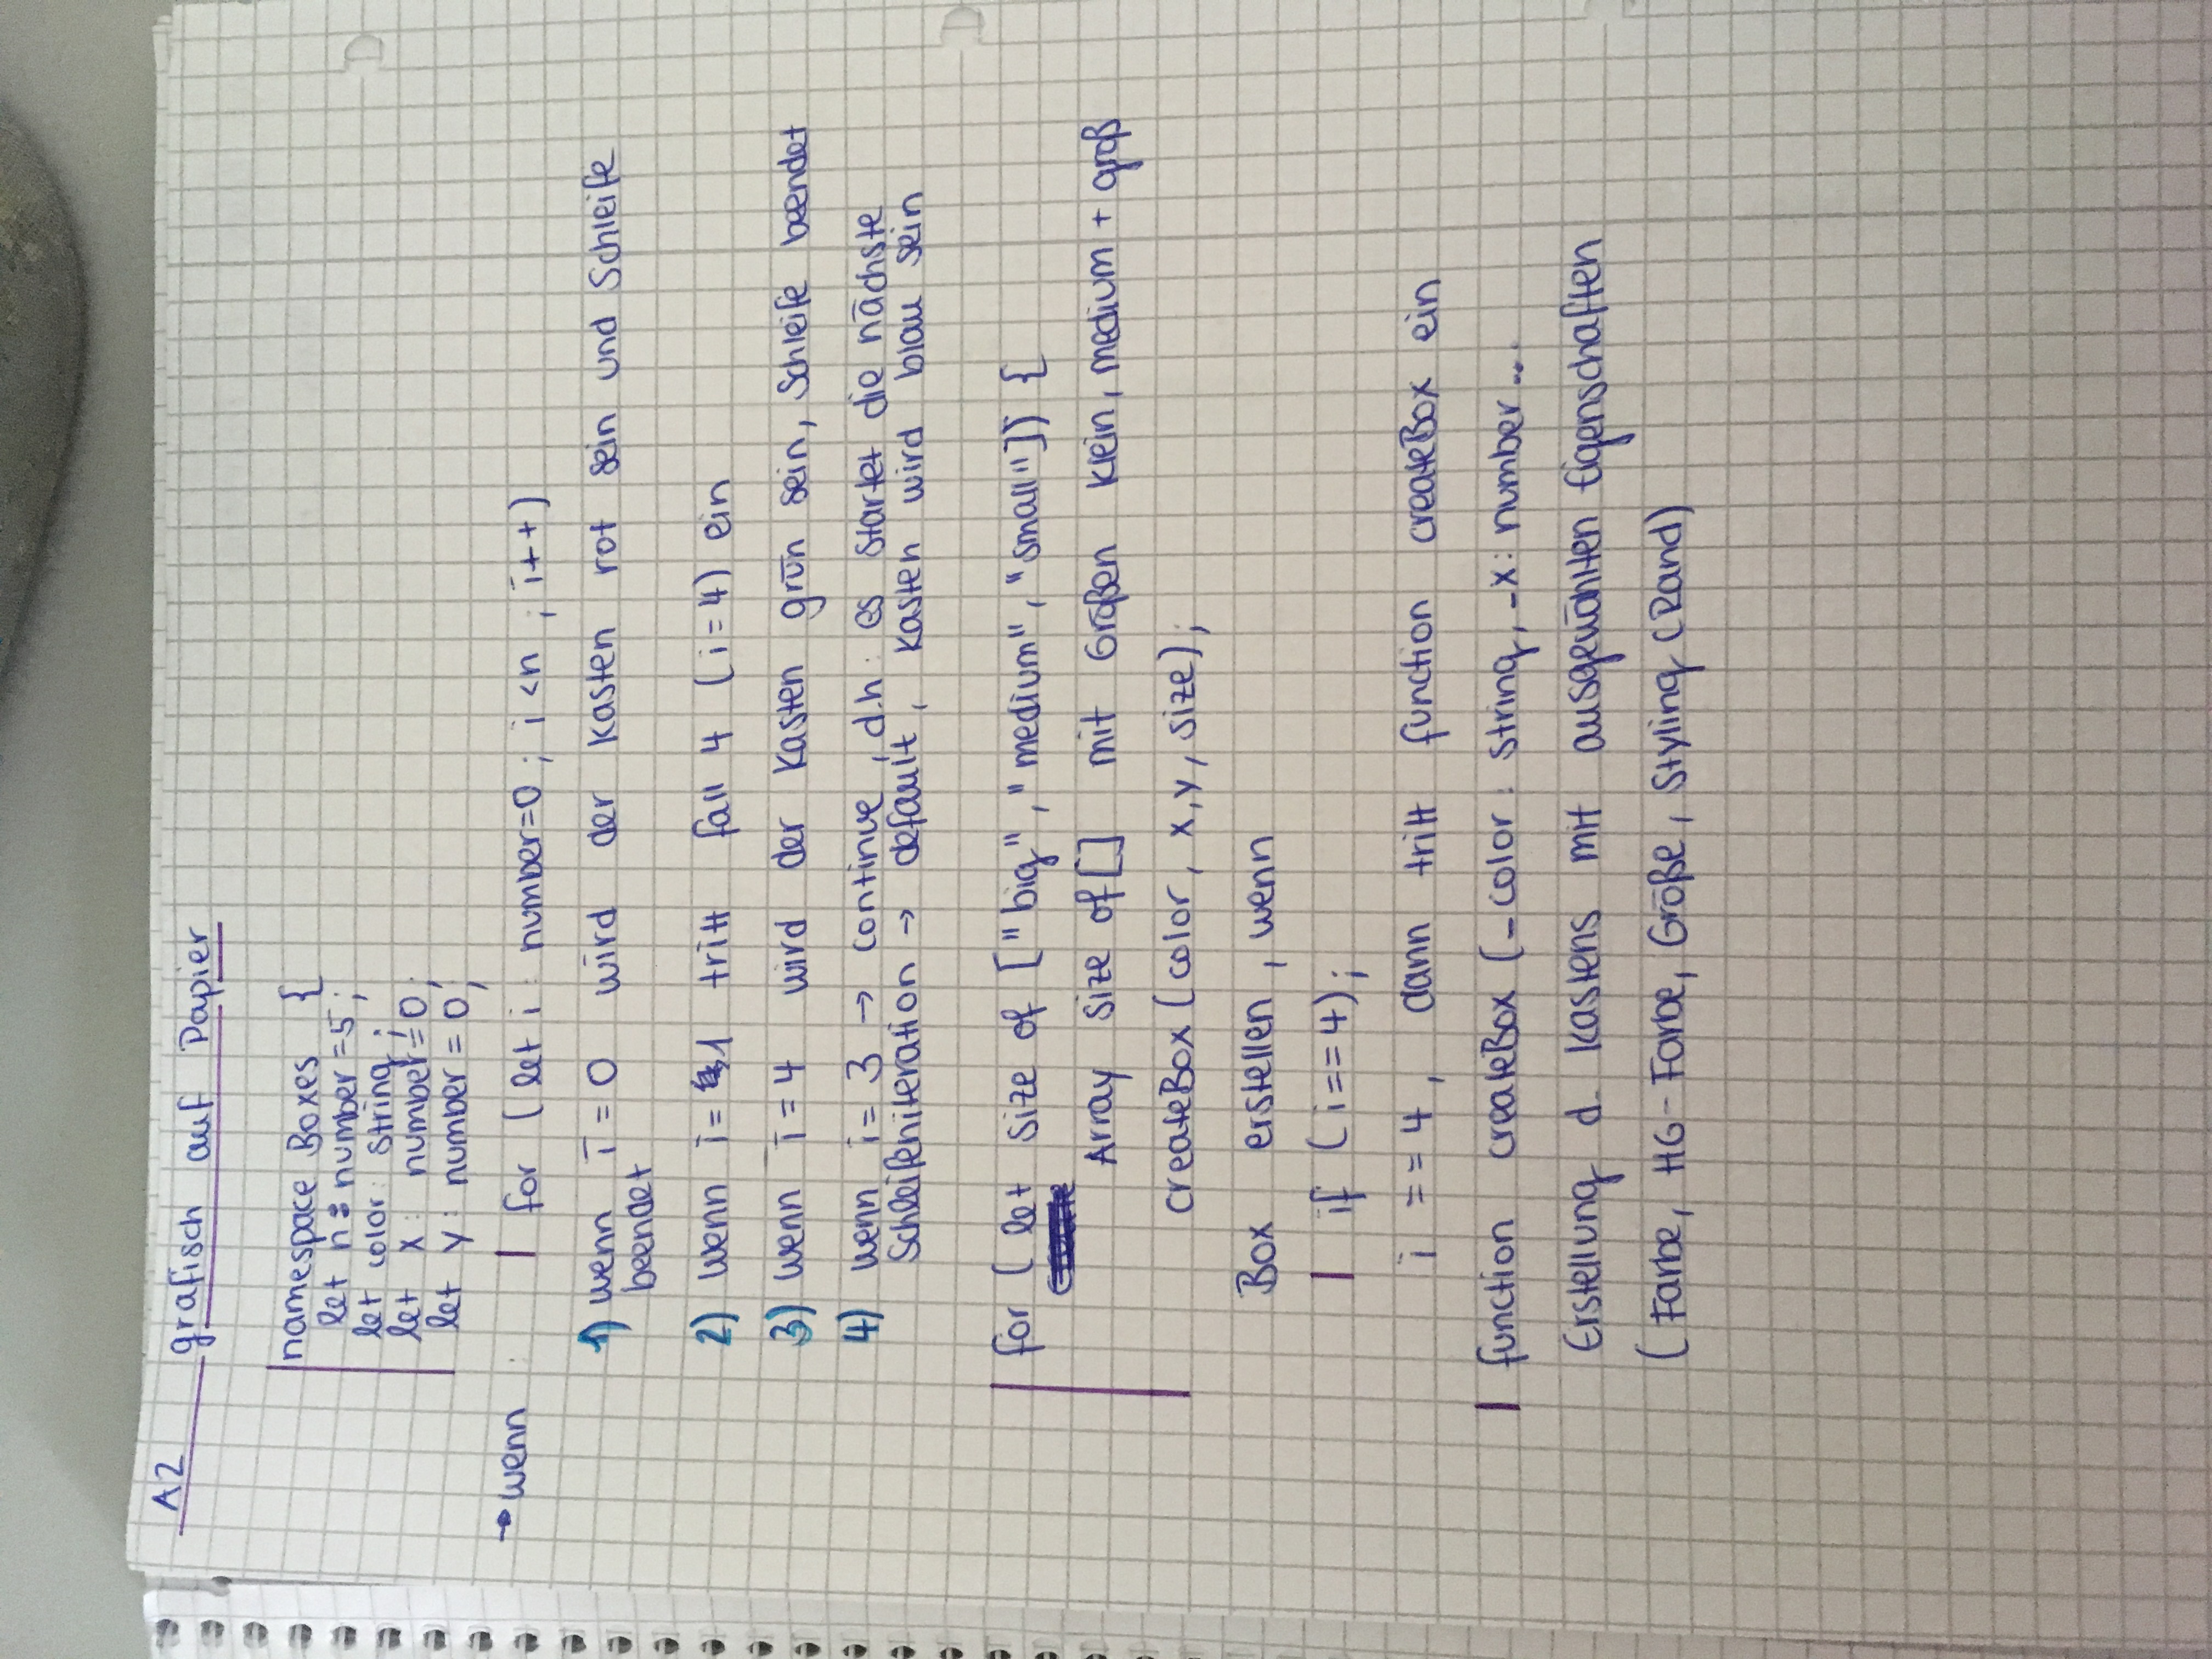 A2 grafisch auf Papier
namespace Boxes {
let n : number = 5;
let color: string;
let x: number = 0;
let y: number = 0;
→ wenn for (let i: number=0; i<n; i++)
1) wenn i = 0 wird der Kasten rot sein und Schleife
beendet
2) wenn i = 1 tritt fall 4 (i=4) ein
3) wenn i = 4 wird der Kasten grün sein, Schleife beendet
4) wenn i = 3 → continue, d.h: es startet die nächste
Schleifeniteration → default, Kasten wird blau sein
for ( let size of ["big", "medium", "small"]) {
Array size of [] mit Größen klein, medium + groß
createBox (color, x, y, size);
Box erstellen, wenn
if (i==4);
i == 4, dann tritt function createBox ein
function createBox (_color: string, _x: number ...
Erstellung d. Kastens mit ausgewählten Eigenschaften
(Farbe, HG-Farbe, Größe, Styling (Rand)